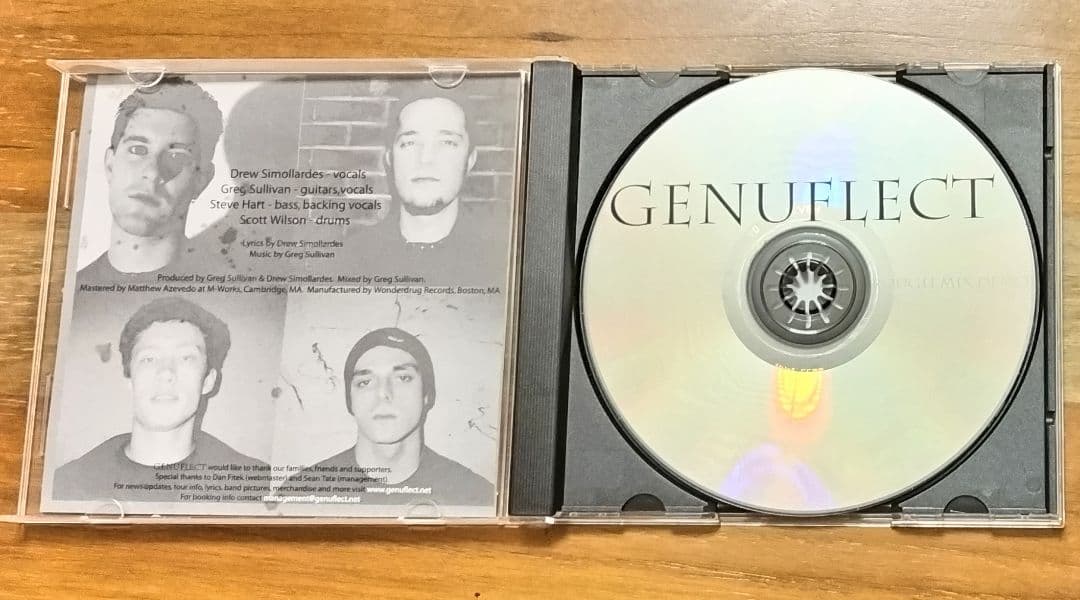 Drew Simollardes - vocals
Greg Sullivan - guitars,vocals
Steve Hart - bass, backing vocals
Scott Wilson - drums
Lyrics by Drew Simollardes
Music by Greg Sullivan
Produced by Greg Sullivan & Drew Simollardes. Mixed by Greg Sullivan.
Mastered by Matthew Azevedo at M-Works, Cambridge, MA. Manufactured by Wonderdrug Records, Boston, MA
GENUFLECT would like to thank our families, friends and supporters.
Special thanks to Dan Fitek (webmaster) and Sean Tate (management).
For news updates, tour info, lyrics, band pictures, merchandise and more visit www.genuflect.net
For booking info contact management@genuflect.net
GENUFLECT
ROUGH MIX